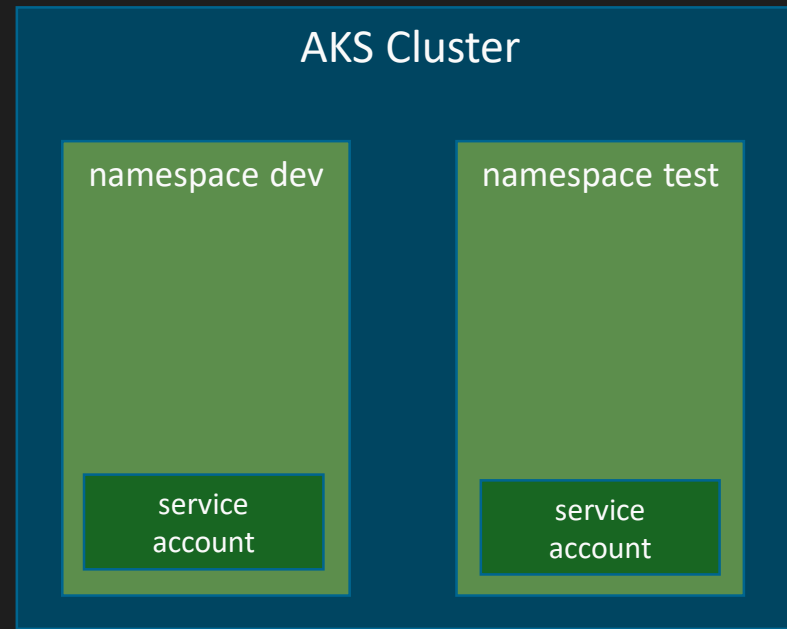 AKS Cluster
namespace dev
namespace test
service
account
service
account